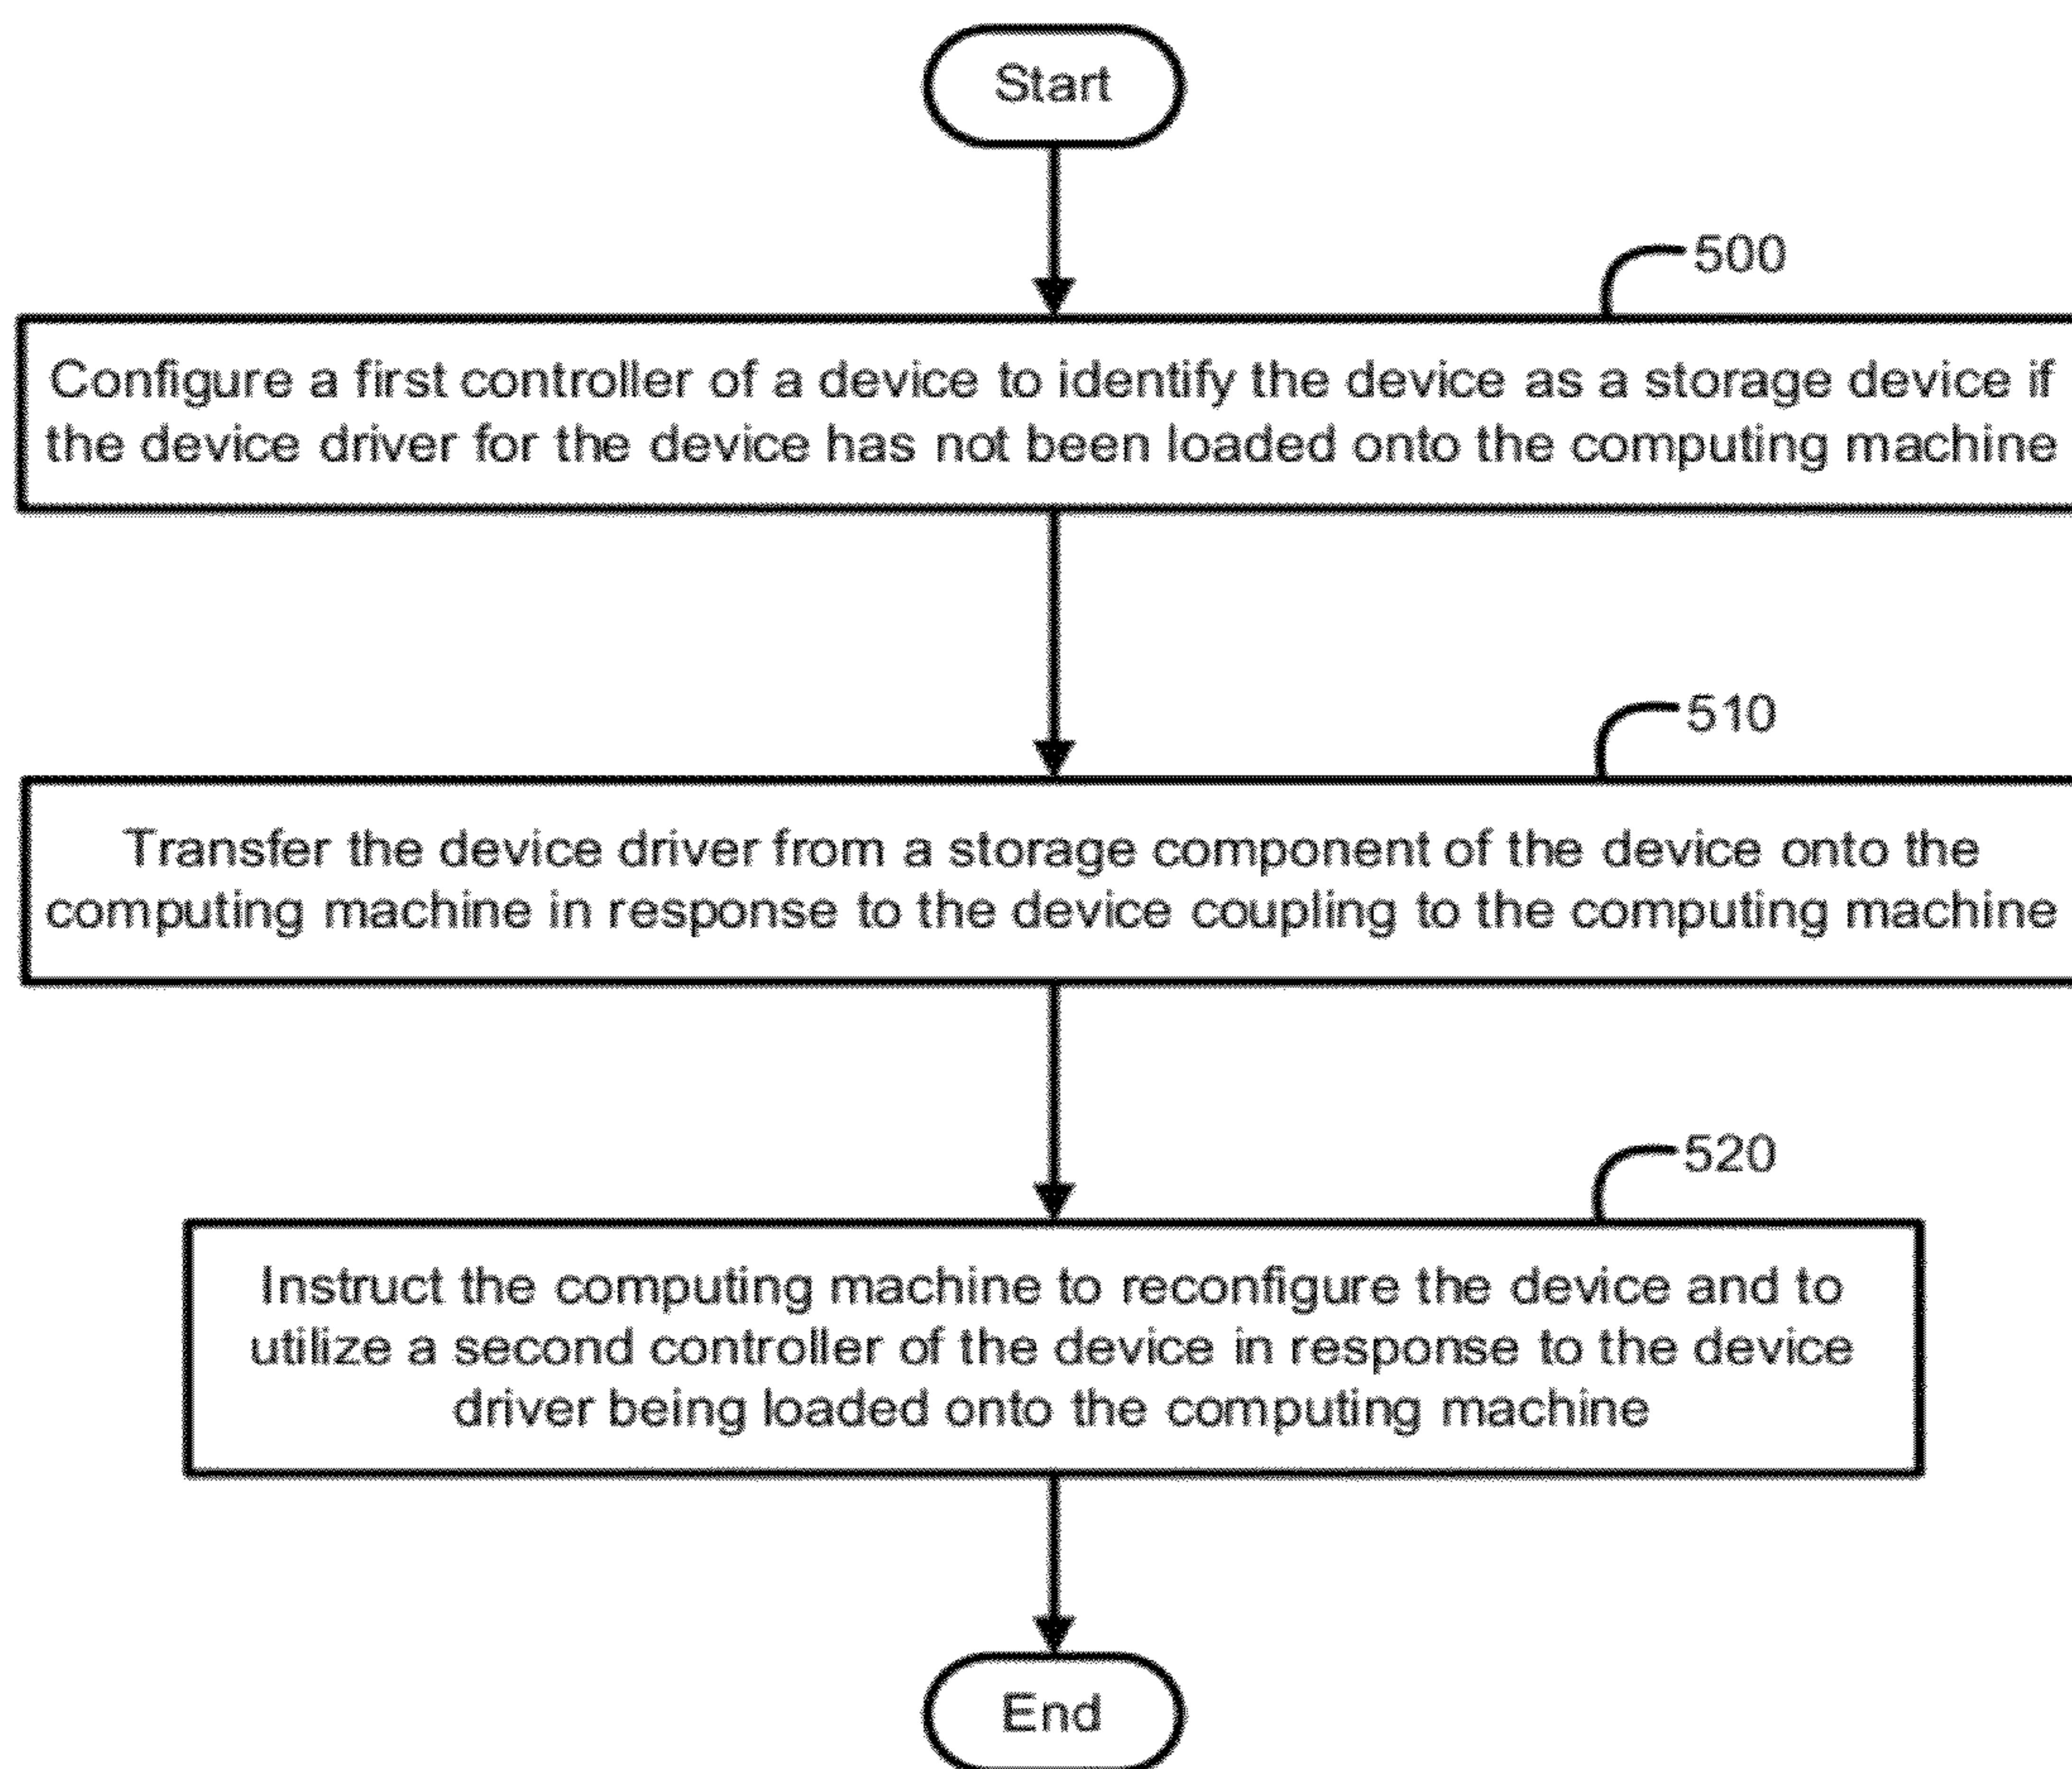 Start
500
Configure a first controller of a device to identify the device as a storage device if
the device driver for the device has not been loaded onto the computing machine
510
Transfer the device driver from a storage component of the device onto the
computing machine in response to the device coupling to the computing machine
520
Instruct the computing machine to reconfigure the device and to
utilize a second controller of the device in response to the device
driver being loaded onto the computing machine
End